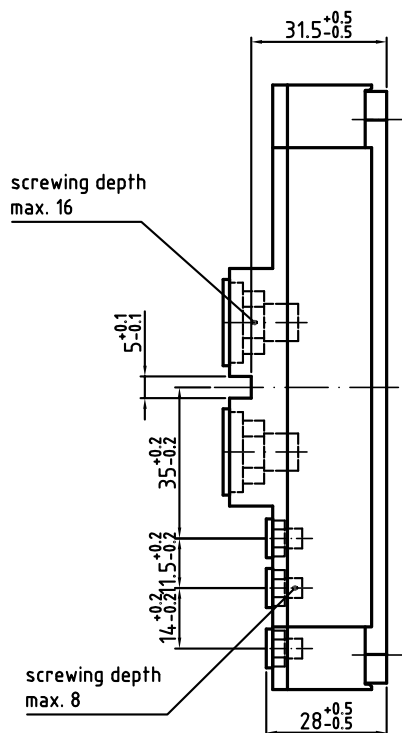 31.5+0.5-0.5
screwing depth
max. 16
5+0.1-0.1
35+0.2-0.2
11.5+0.2-0.2
14+0.2-0.2
screwing depth
max. 8
28+0.5-0.5